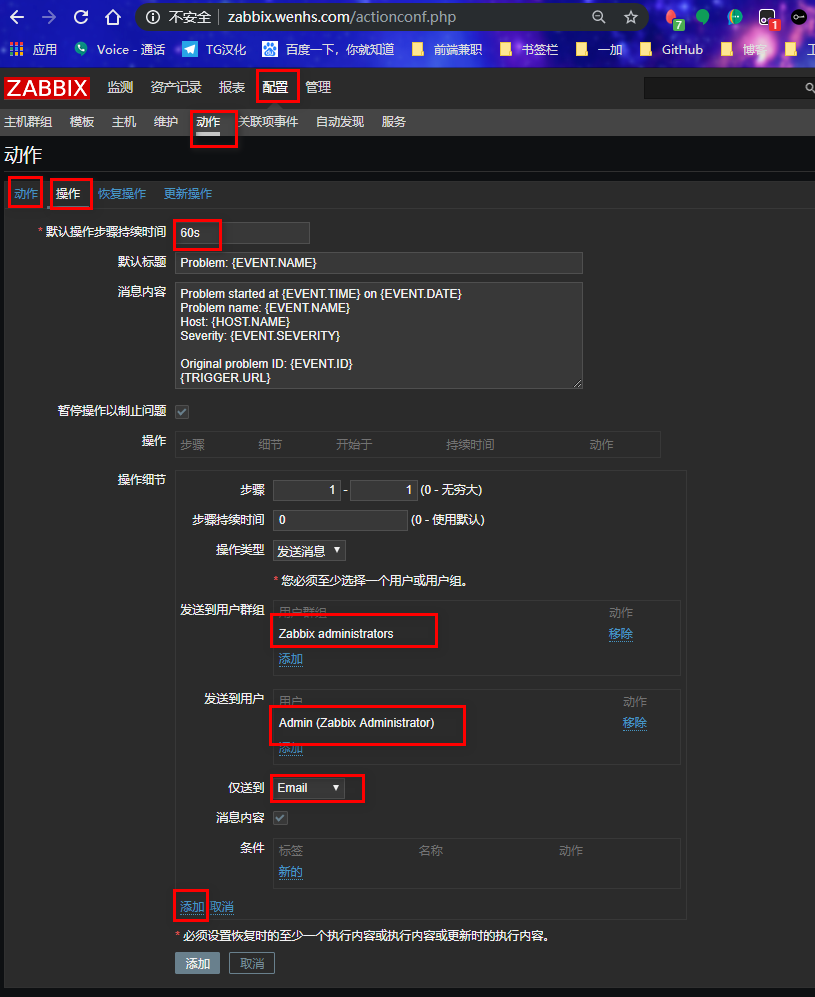 不安全 | zabbix.wenhs.com/actionconf.php 7 1
应用 Voice - 通话 TG汉化 百度一下，你就知道 前端兼职 书签栏 一加 GitHub
ZABBIX 监测 资产记录 报表 配置 管理
主机群组 模板 主机 维护 动作 关联项事件 自动发现 服务
动作
动作 操作 恢复操作 更新操作
* 默认操作步骤持续时间 60s
默认标题 Problem: {EVENT.NAME}
消息内容 Problem started at {EVENT.TIME} on {EVENT.DATE}
Problem name: {EVENT.NAME}
Host: {HOST.NAME}
Severity: {EVENT.SEVERITY}
Original problem ID: {EVENT.ID}
{TRIGGER.URL}
暂停操作以制止问题
操作 步骤 细节 开始于 持续时间 动作
操作细节
步骤 1 - 1 (0 - 无穷大)
步骤持续时间 0 (0 - 使用默认)
操作类型 发送消息
* 您必须至少选择一个用户或用户组。
发送到用户群组 用户群组 动作
Zabbix administrators 移除
添加
发送到用户 用户 动作
Admin (Zabbix Administrator) 移除
添加
仅送到 Email
消息内容
条件 标签 名称 动作
新的
添加 取消
* 必须设置恢复时的至少一个执行内容或执行内容或更新时的执行内容。
添加 取消